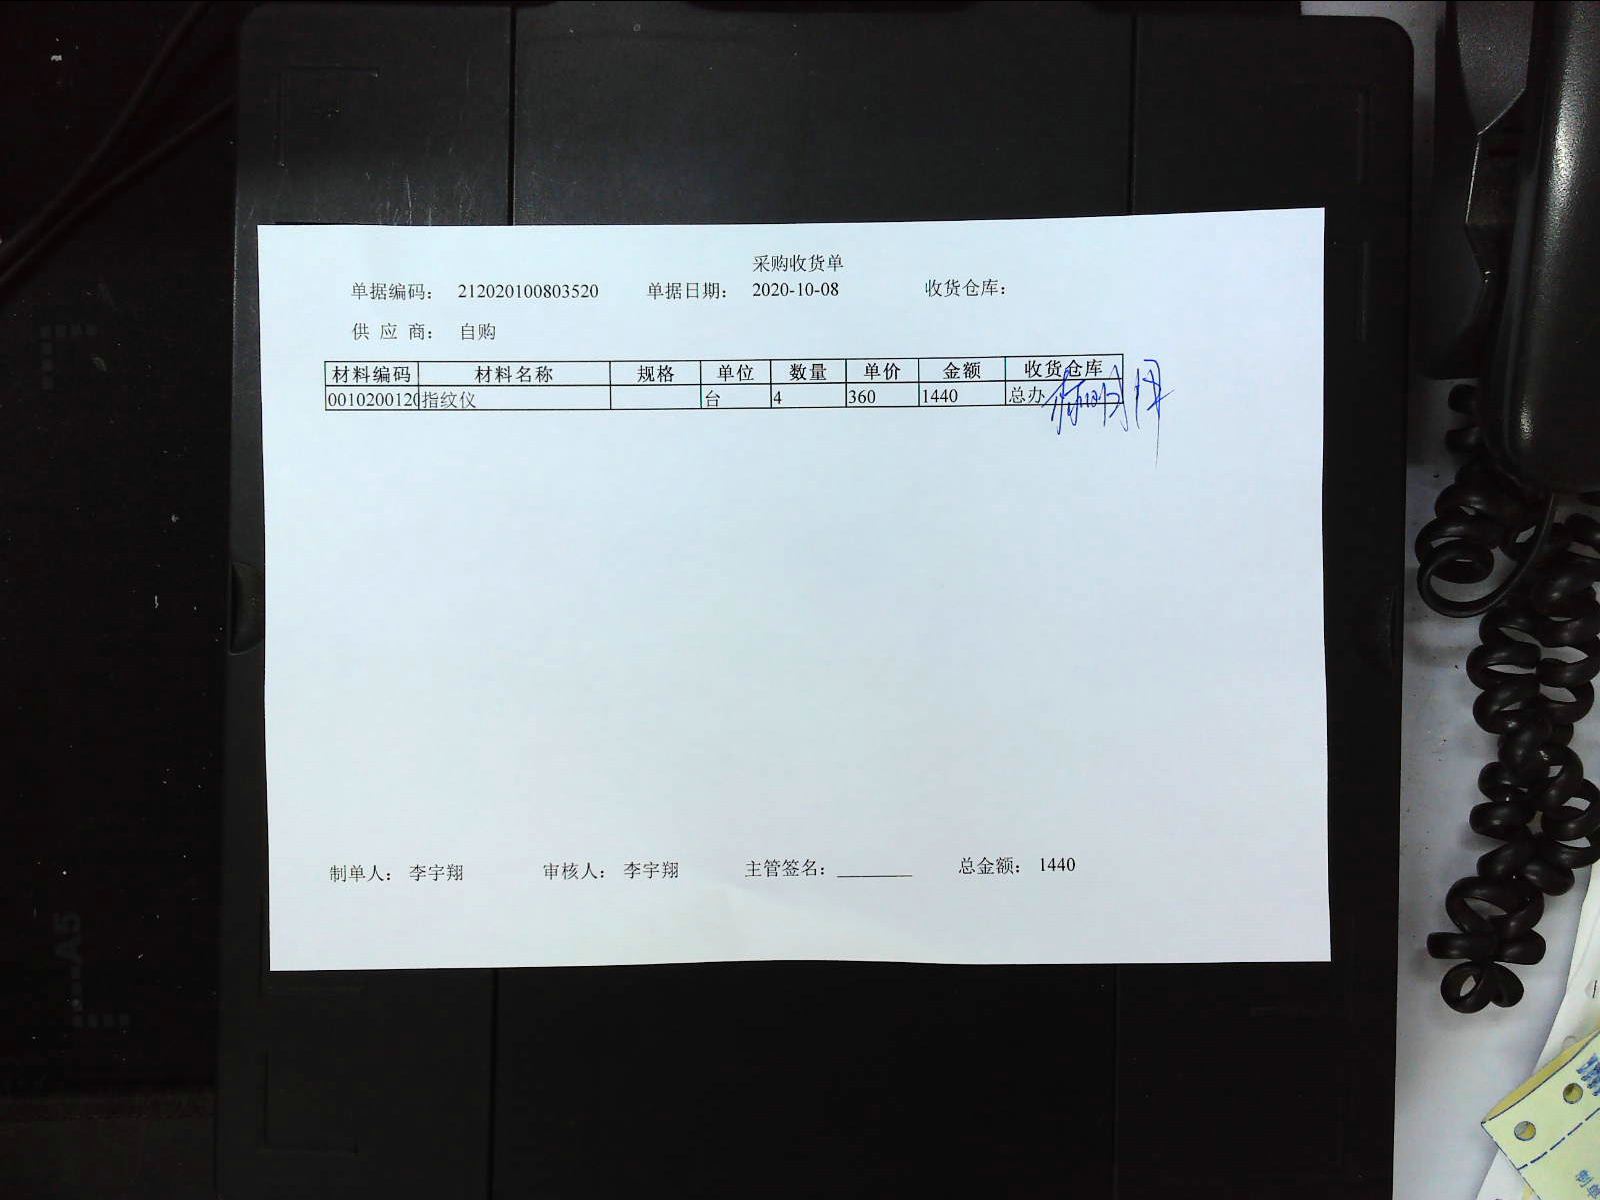 采购收货单
单据编码： 212020100803520 单据日期： 2020-10-08 收货仓库：
供 应 商： 自购
材料编码 材料名称 规格 单位 数量 单价 金额 收货仓库
0010200120 指纹仪 台 4 360 1440 总办
制单人： 李宇翔 审核人： 李宇翔 主管签名： 总金额： 1440
A5